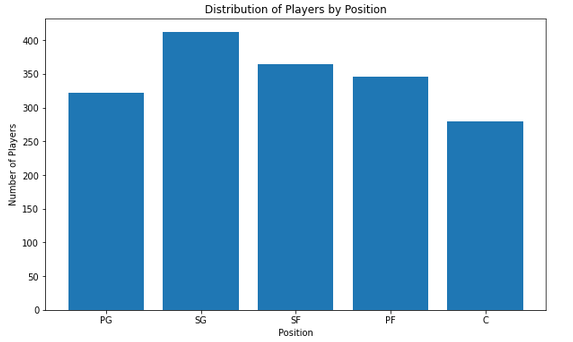 Distribution of Players by Position
400
350
300
250
200
150
100
50
0
Number of Players
PG SG SF PF C
Position